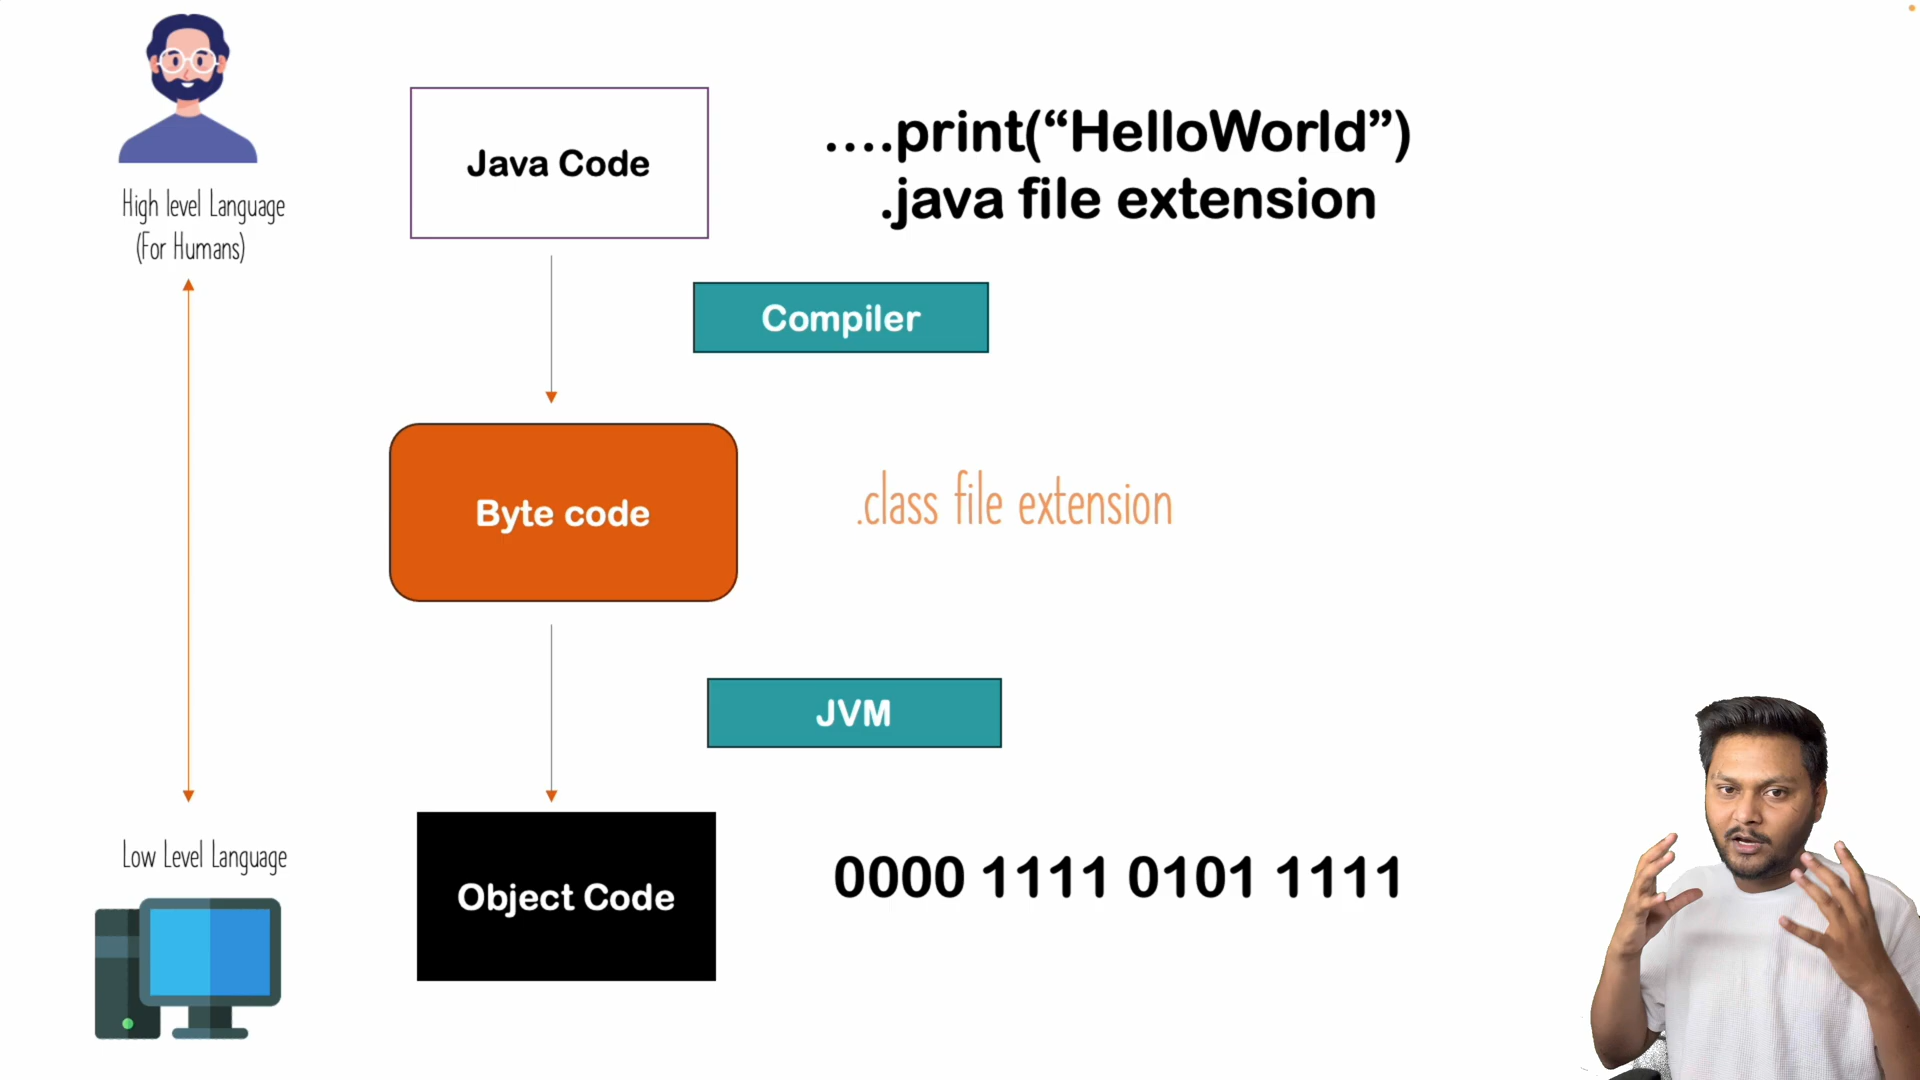 High level Language
(For Humans)
Java Code
….print(“HelloWorld”)
.java file extension
Compiler
Byte code
.class file extension
JVM
Low Level Language
Object Code
0000 1111 0101 1111